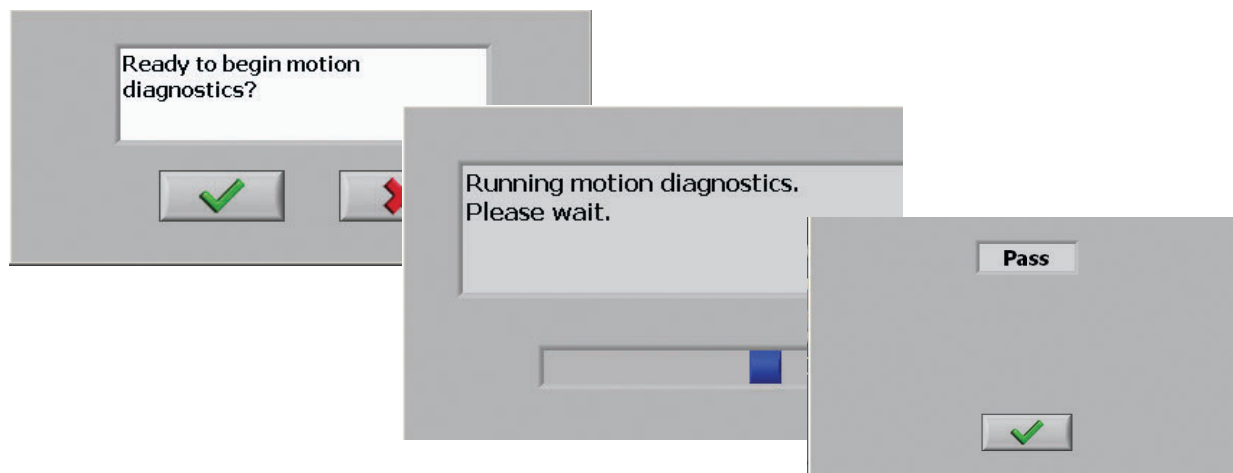 Ready to begin motion
diagnostics?
Running motion diagnostics.
Please wait.
Pass